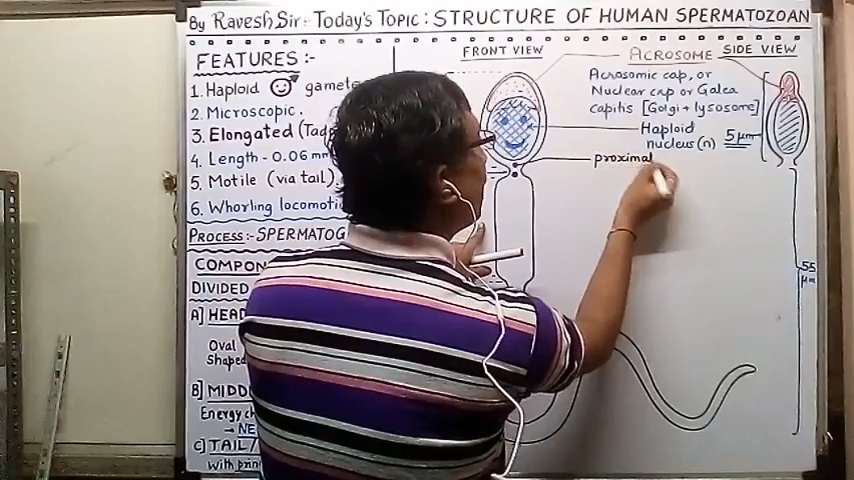 By Ravesh Sir:- Today's Topic: STRUCTURE OF HUMAN SPERMATOZOAN
FEATURES :-
1. Haploid gamete
2. Microscopic.
3. Elongated (Tad
4. Length - 0.06 mm
5. Motile (via tail)
6. Whorling locomoti
PROCESS:- SPERMATOG
COMPON
DIVIDED
A] HEAD
Oval
Shaped
B] MIDD
Energy ch
→ NE
C] TAIL/
with prin
FRONT VIEW
ACROSOME
SIDE VIEW
Acrosomic cap, or
Nuclear cap or Galea
capitis [Golgi + lysosome]
Haploid
nucleus (n)
5 µm
proximal
55
µm